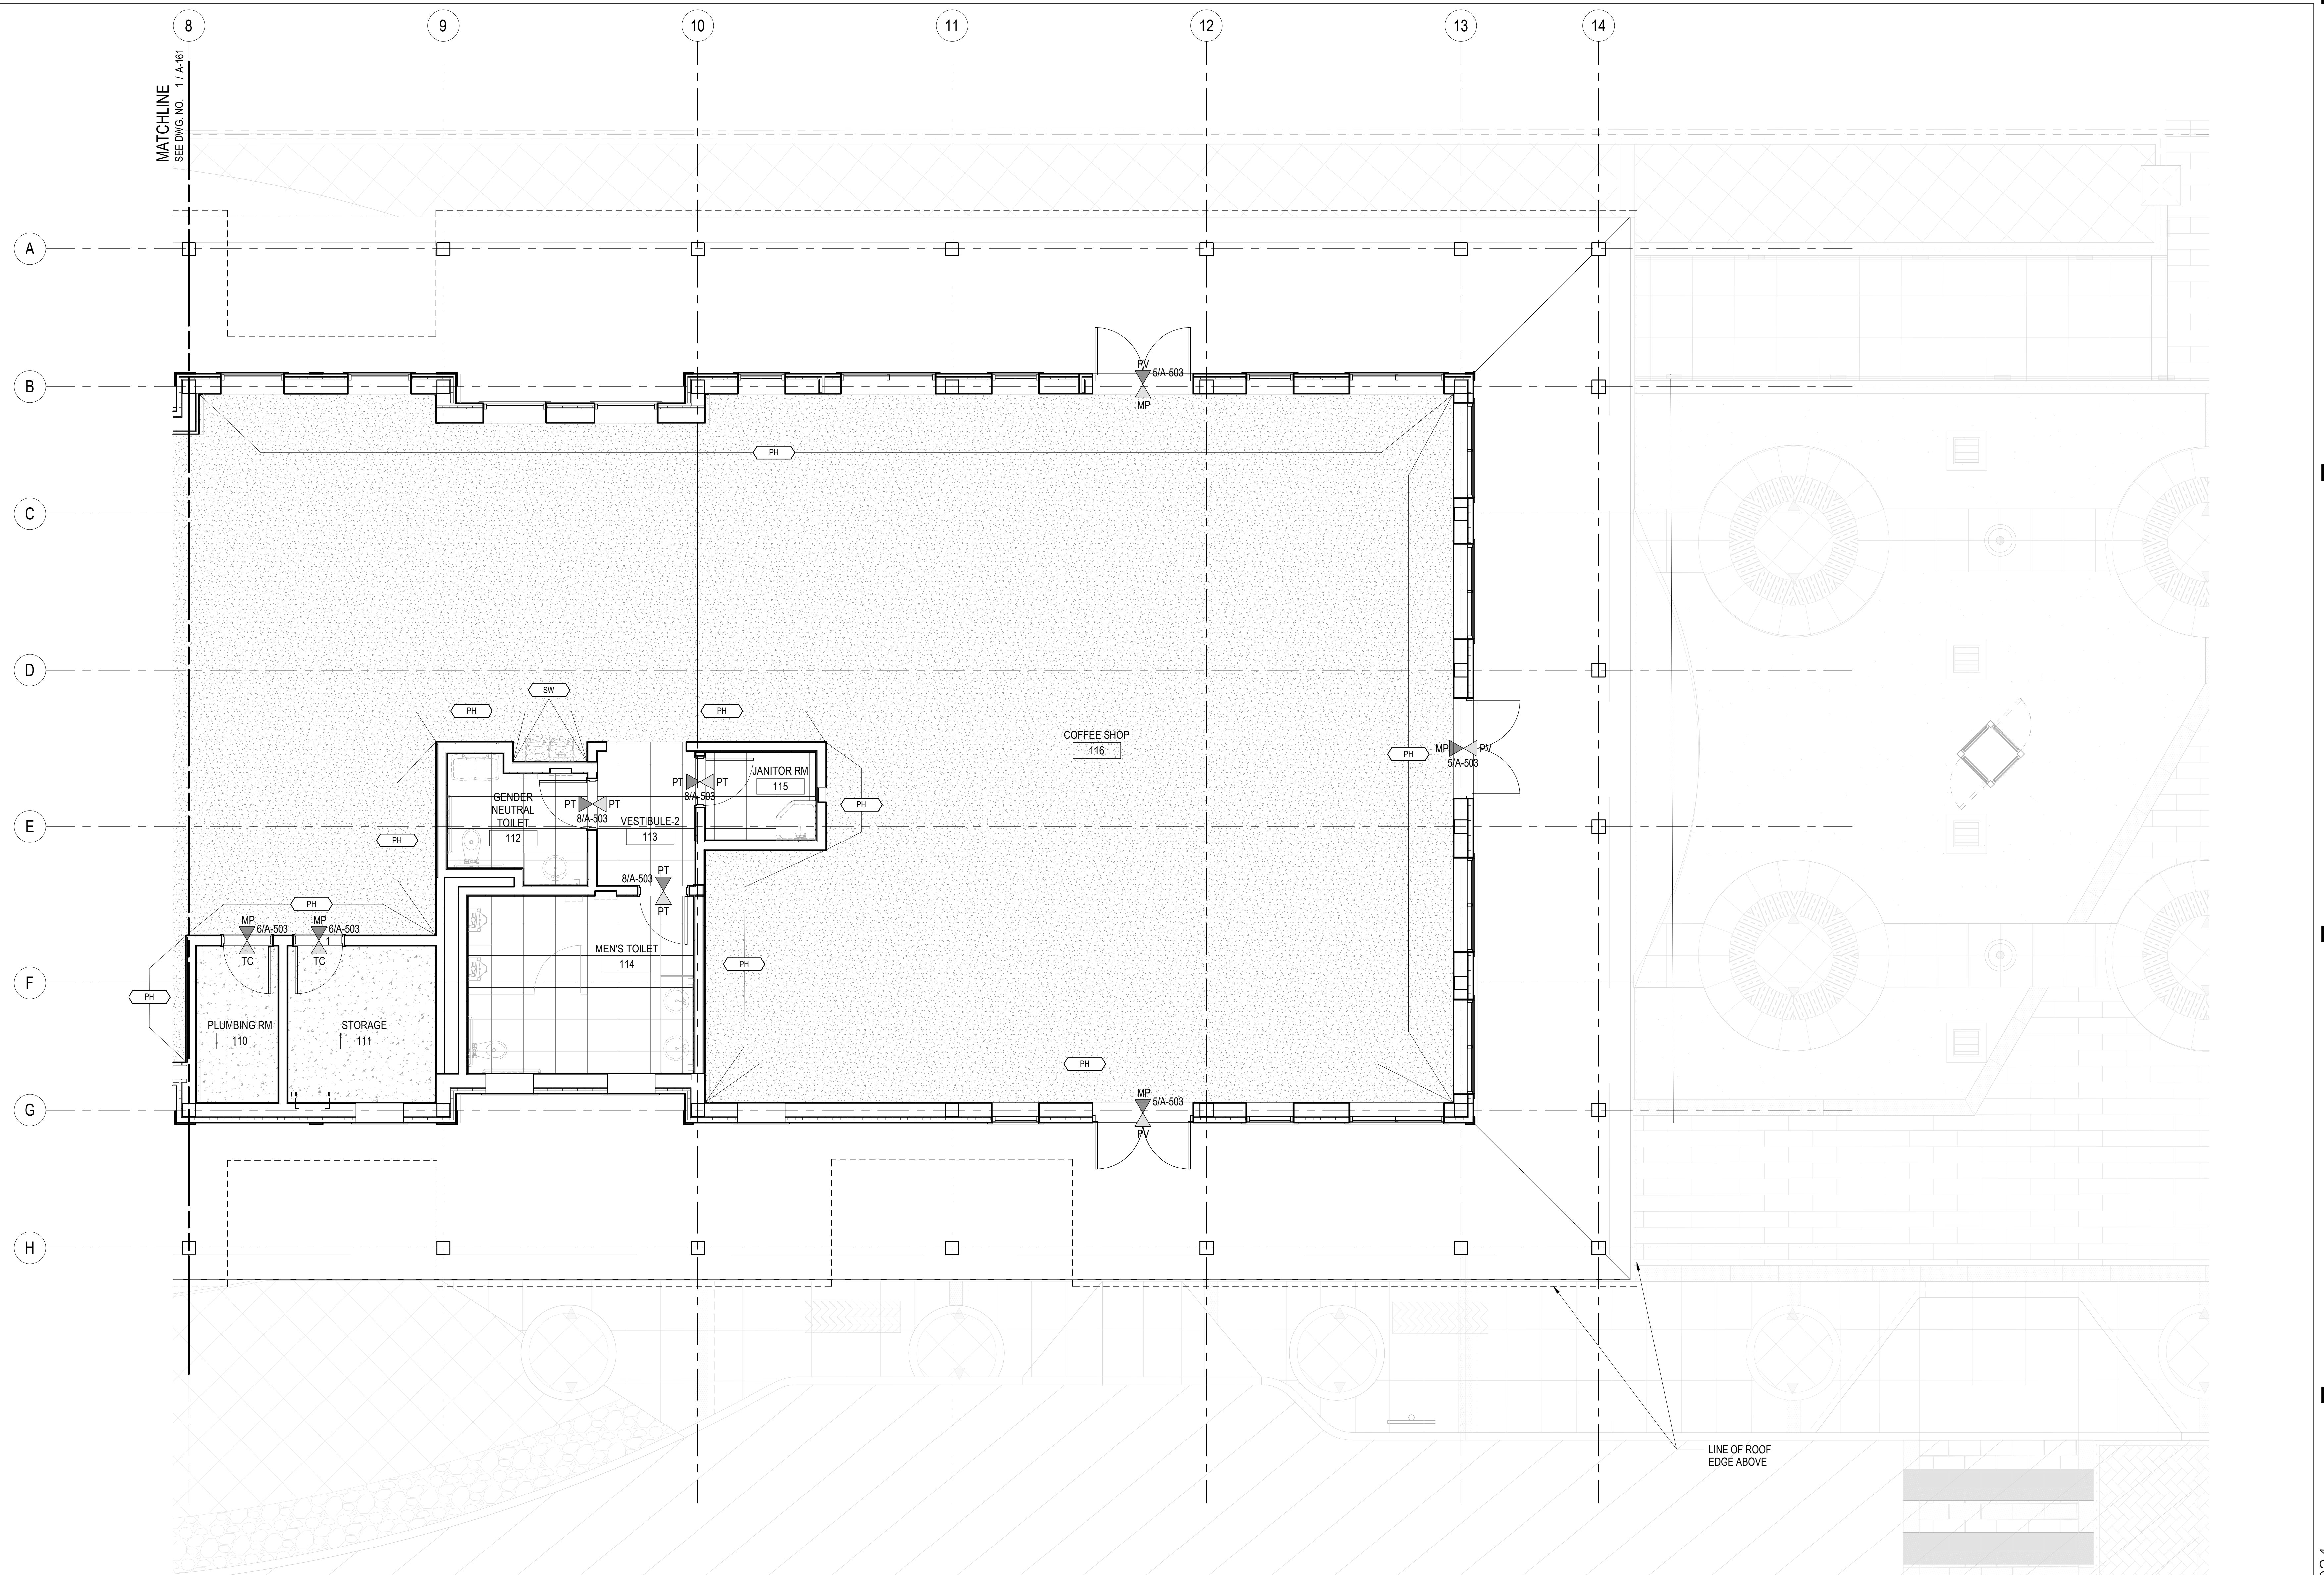 8
9
10
11
12
13
14
MATCHLINE
SEE DWG. NO. 1 / A-161
A
B
C
D
E
F
G
H
PV
5/A-503
MP
PH
SW
PH
PH
COFFEE SHOP
116
PH
MP
PV
5/A-503
JANITOR RM
115
PT
PT
8/A-503
GENDER
NEUTRAL
TOILET
112
PT
PT
8/A-503
VESTIBULE-2
113
PH
PH
PT
8/A-503
PT
PH
MP
6/A-503
TC
MP
6/A-503
1
TC
MEN'S TOILET
114
PH
PH
PLUMBING RM
110
STORAGE
111
PH
MP
5/A-503
PV
LINE OF ROOF
EDGE ABOVE